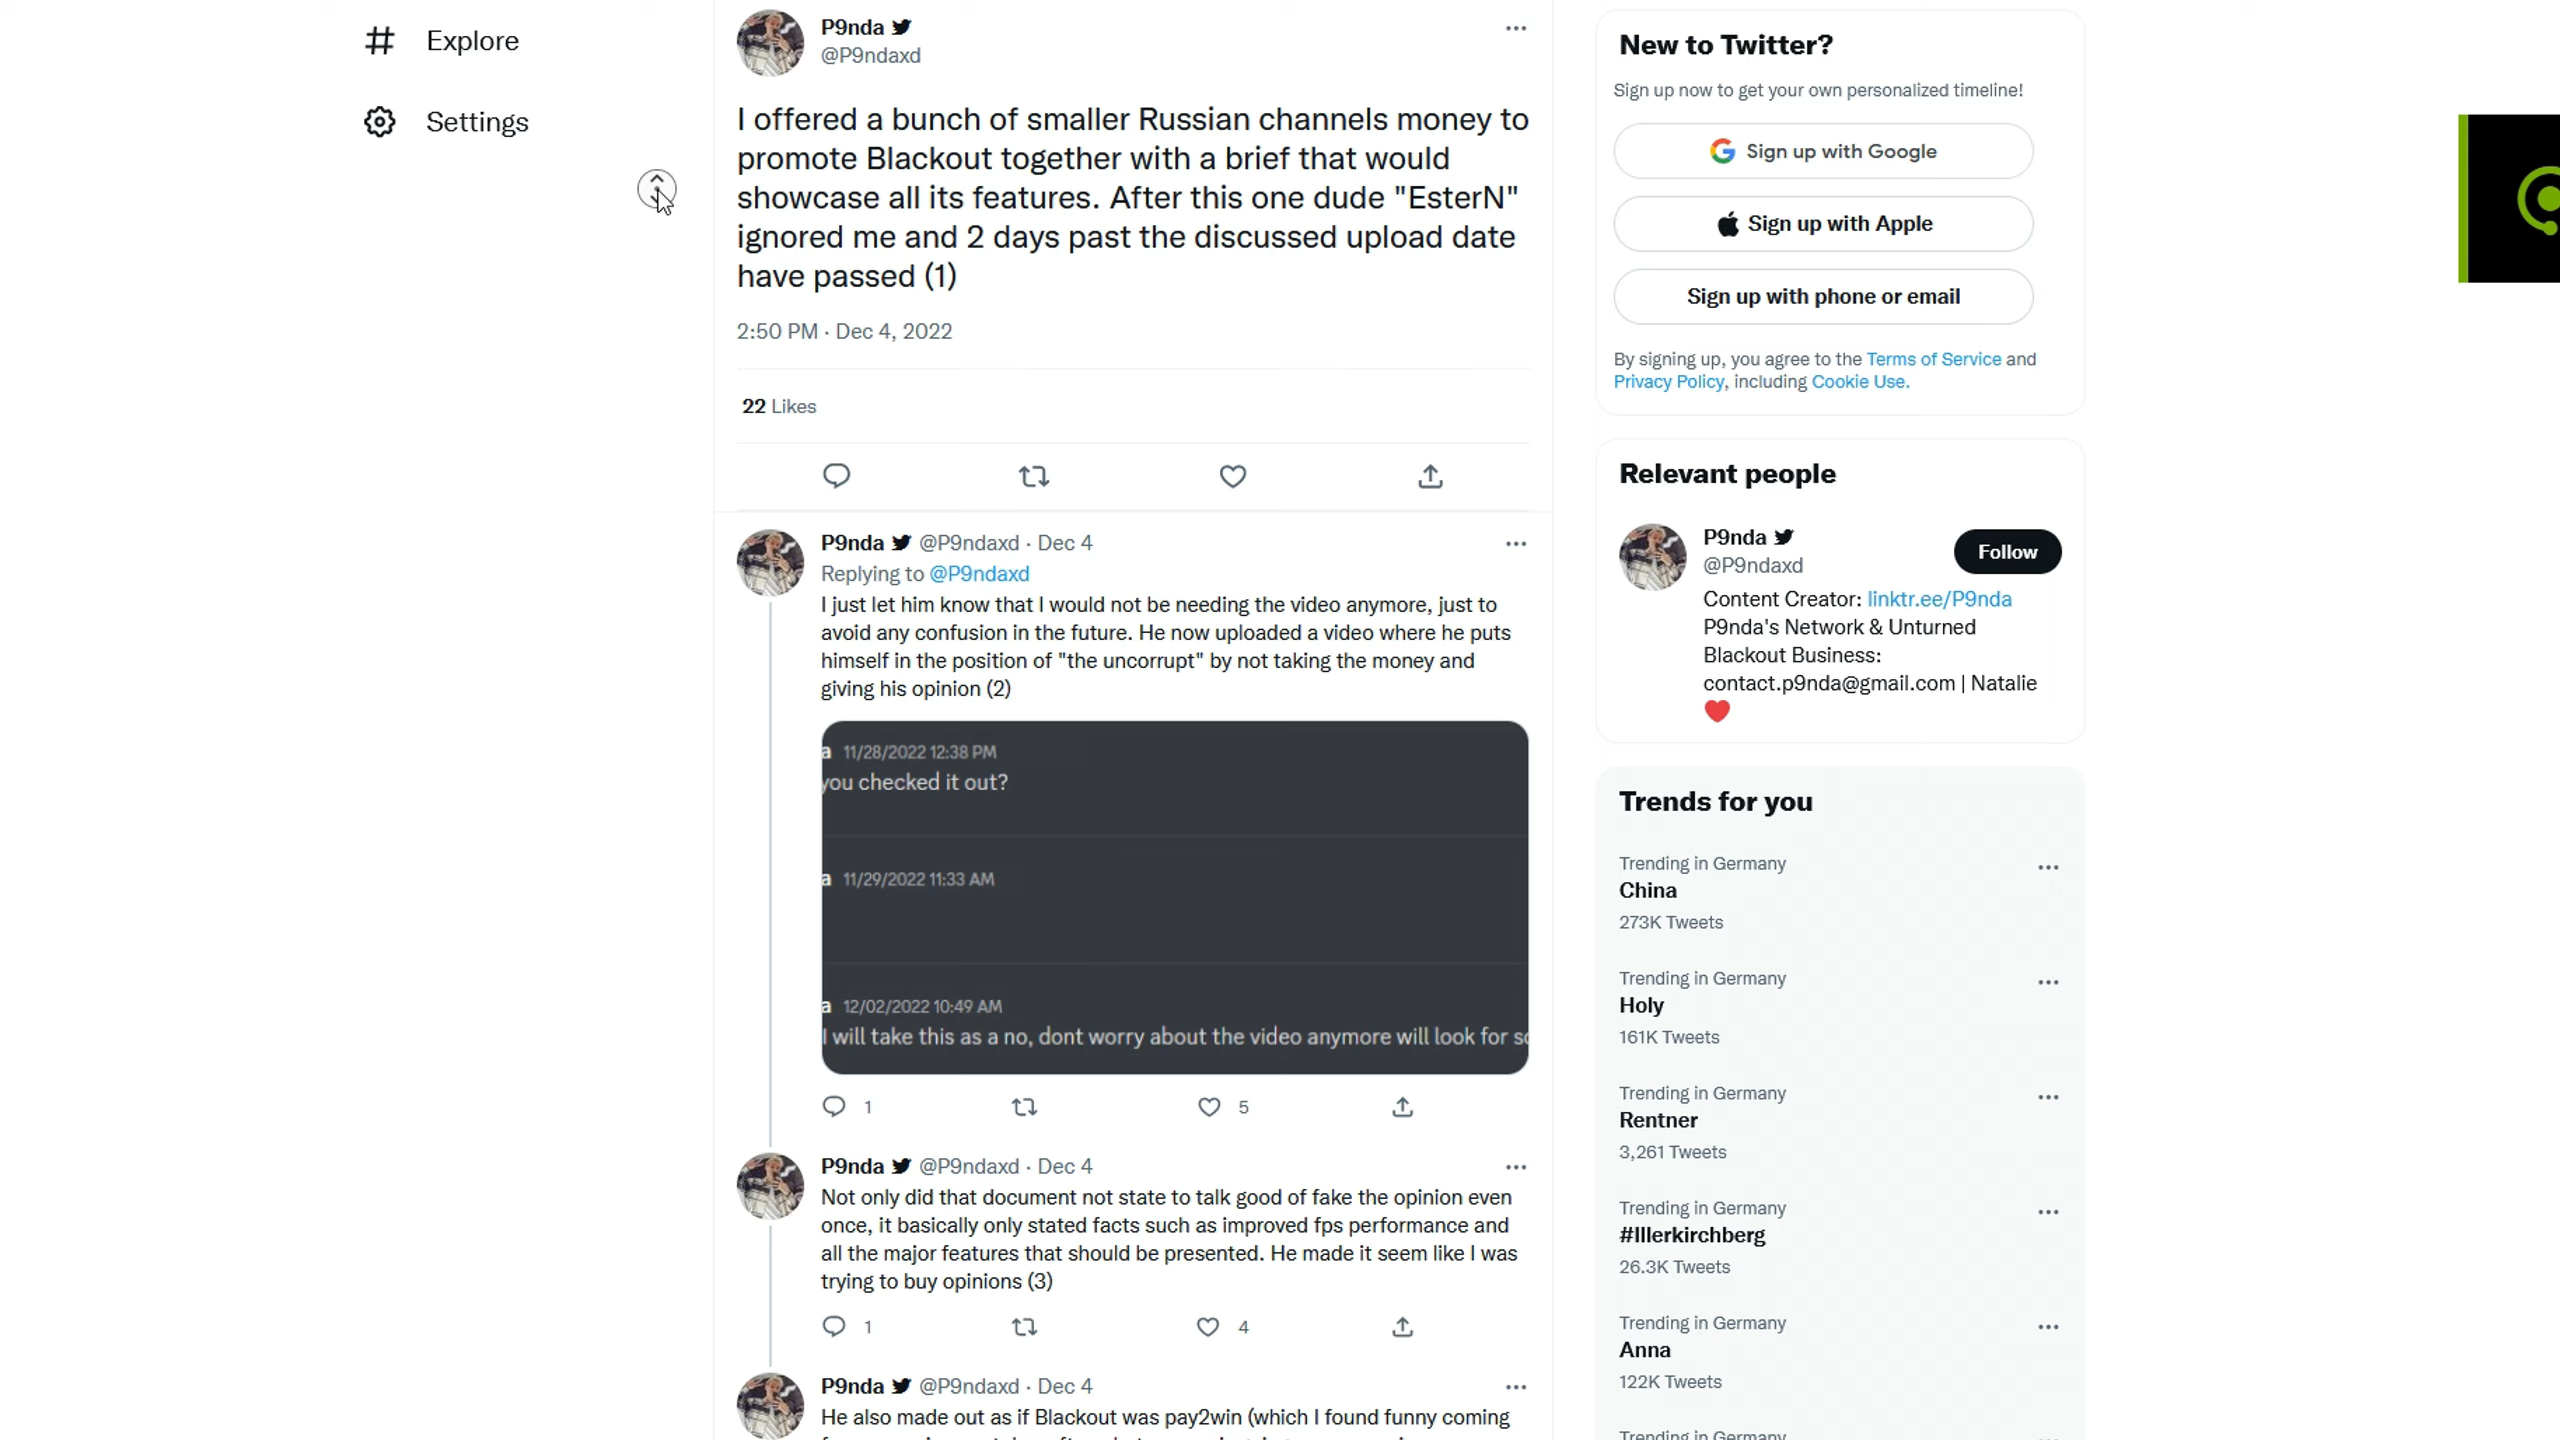 Explore
Settings
P9nda
@P9ndaxd
I offered a bunch of smaller Russian channels money to
promote Blackout together with a brief that would
showcase all its features. After this one dude "EsterN"
ignored me and 2 days past the discussed upload date
have passed (1)
2:50 PM · Dec 4, 2022
22 Likes
P9nda @P9ndaxd · Dec 4
Replying to @P9ndaxd
I just let him know that I would not be needing the video anymore, just to
avoid any confusion in the future. He now uploaded a video where he puts
himself in the position of "the uncorrupt" by not taking the money and
giving his opinion (2)
a 11/28/2022 12:38 PM
you checked it out?
a 11/29/2022 11:33 AM
a 12/02/2022 10:49 AM
I will take this as a no, dont worry about the video anymore will look for
1
5
P9nda @P9ndaxd · Dec 4
Not only did that document not state to talk good of fake the opinion even
once, it basically only stated facts such as improved fps performance and
all the major features that should be presented. He made it seem like I was
trying to buy opinions (3)
1
4
P9nda @P9ndaxd · Dec 4
He also made out as if Blackout was pay2win (which I found funny coming
New to Twitter?
Sign up now to get your own personalized timeline!
Sign up with Google
Sign up with Apple
Sign up with phone or email
By signing up, you agree to the Terms of Service and
Privacy Policy, including Cookie Use.
Relevant people
P9nda
@P9ndaxd
Follow
Content Creator: linktr.ee/P9nda
P9nda's Network & Unturned
Blackout Business:
contact.p9nda@gmail.com | Natalie
Trends for you
Trending in Germany
China
273K Tweets
Trending in Germany
Holy
161K Tweets
Trending in Germany
Rentner
3,261 Tweets
Trending in Germany
#Illerkirchberg
26.3K Tweets
Trending in Germany
Anna
122K Tweets
Trending in Germany